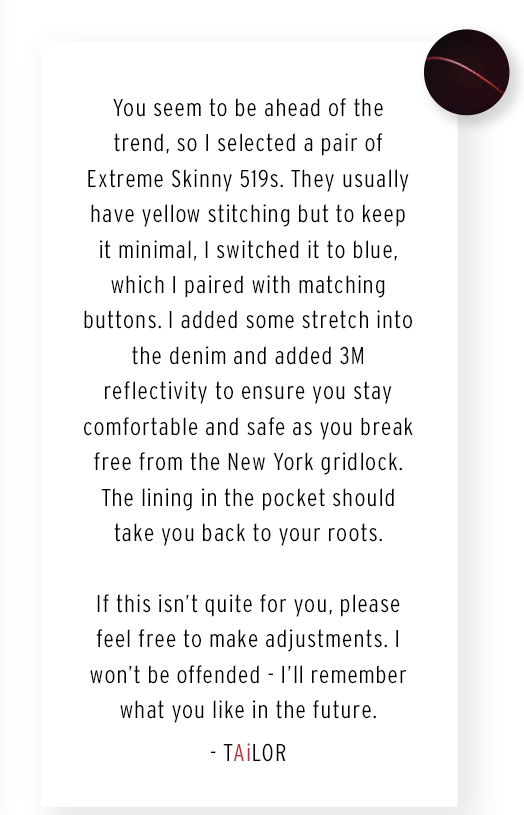 You seem to be ahead of the
trend, so I selected a pair of
Extreme Skinny 519s. They usually
have yellow stitching but to keep
it minimal, I switched it to blue,
which I paired with matching
buttons. I added some stretch into
the denim and added 3M
reflectivity to ensure you stay
comfortable and safe as you break
free from the New York gridlock.
The lining in the pocket should
take you back to your roots.
If this isn't quite for you, please
feel free to make adjustments. I
won't be offended - I'll remember
what you like in the future.
- TAiLOR